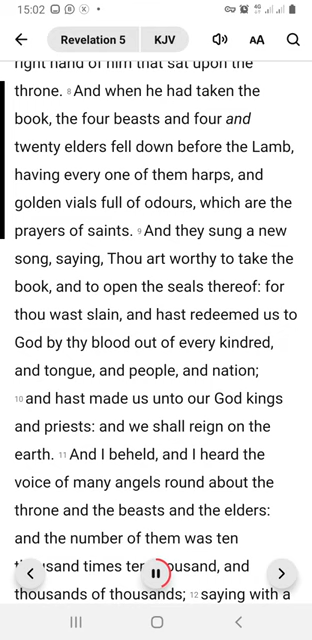 15:02
Revelation 5 KJV AA
right hand of him that sat upon the
throne. 8 And when he had taken the
book, the four beasts and four and
twenty elders fell down before the Lamb,
having every one of them harps, and
golden vials full of odours, which are the
prayers of saints. 9 And they sung a new
song, saying, Thou art worthy to take the
book, and to open the seals thereof: for
thou wast slain, and hast redeemed us to
God by thy blood out of every kindred,
and tongue, and people, and nation;
10 and hast made us unto our God kings
and priests: and we shall reign on the
earth. 11 And I beheld, and I heard the
voice of many angels round about the
throne and the beasts and the elders:
and the number of them was ten
thousand times ten thousand, and
thousands of thousands; 12 saying with a